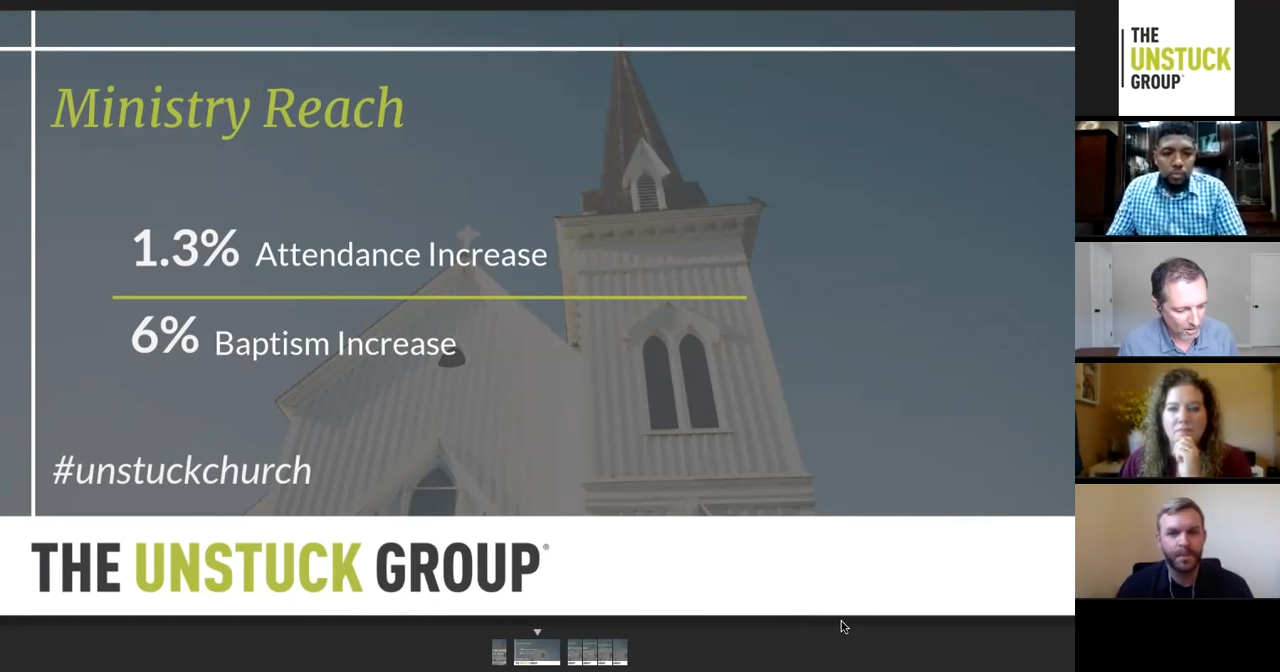 Ministry Reach
1.3% Attendance Increase
6% Baptism Increase
#unstuckchurch
THE UNSTUCK GROUP®
THE
UNSTUCK
GROUP